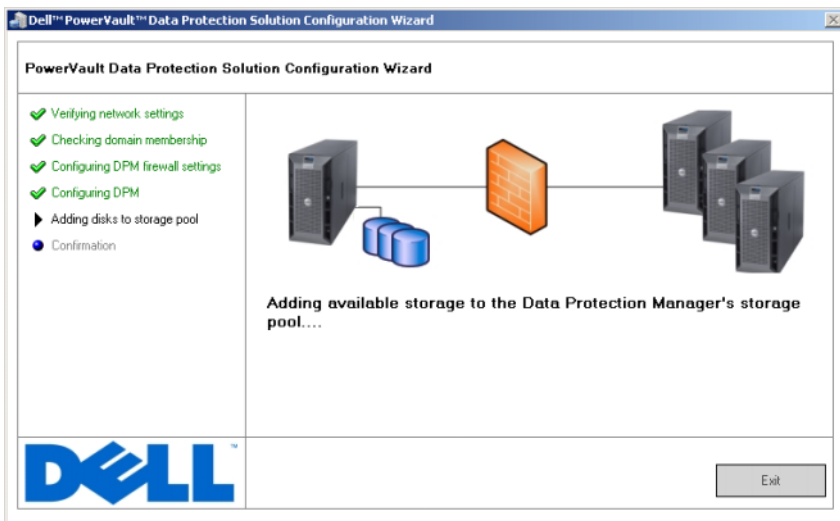 Dell™ PowerVault™ Data Protection Solution Configuration Wizard
PowerVault Data Protection Solution Configuration Wizard
Verifying network settings
Checking domain membership
Configuring DPM firewall settings
Configuring DPM
Adding disks to storage pool
Confirmation
Adding available storage to the Data Protection Manager's storage
pool....
DELL™
Exit